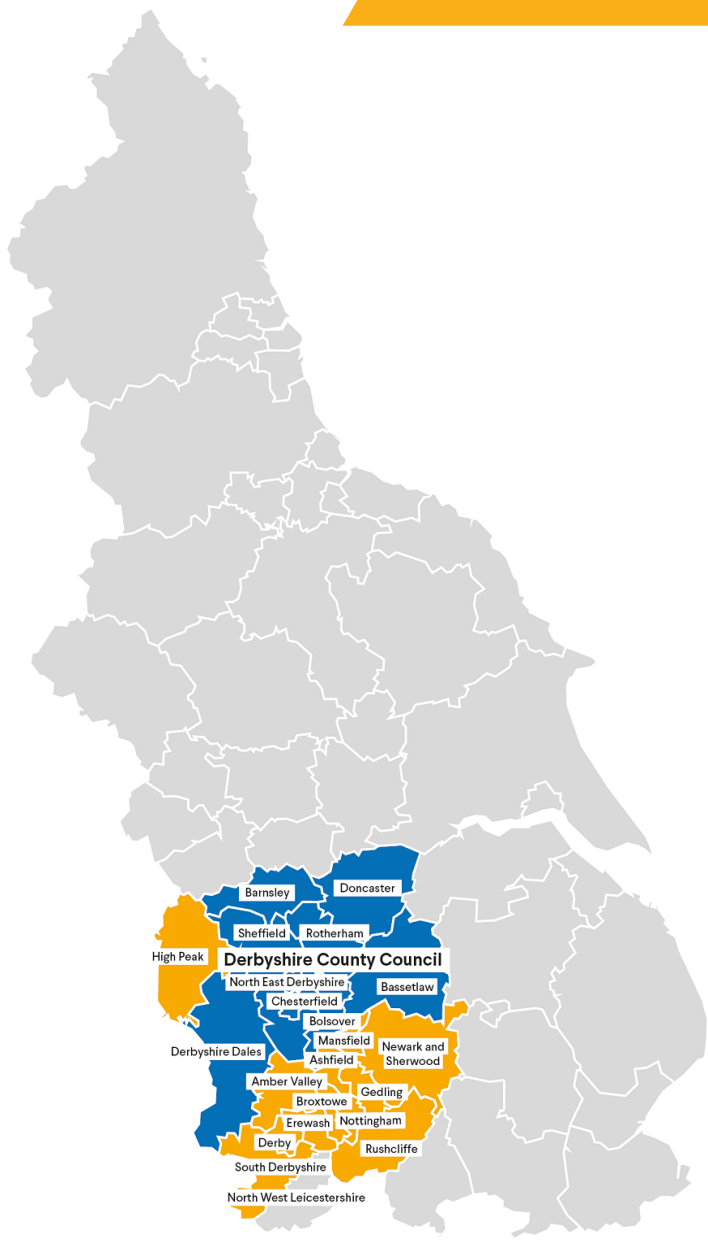 Barnsley
Doncaster
Sheffield
Rotherham
High Peak
Derbyshire County Council
North East Derbyshire
Bassetlaw
Chesterfield
Bolsover
Mansfield
Derbyshire Dales
Newark and
Sherwood
Ashfield
Amber Valley
Gedling
Broxtowe
Erewash
Nottingham
Derby
Rushcliffe
South Derbyshire
North West Leicestershire